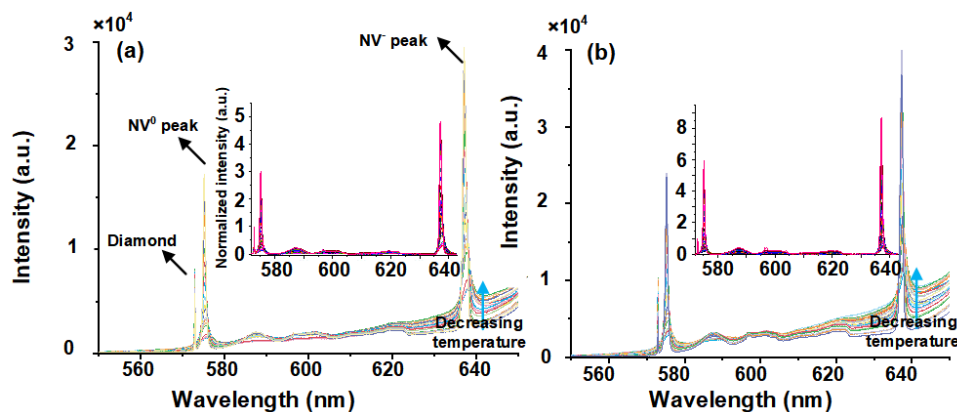 ×10⁴
(a)
NV⁻ peak
3
2
1
0
Intensity (a.u.)
NV⁰ peak
Diamond
Normalized intensity (a.u.)
5
4
3
2
1
0
580 600 620 640
Decreasing
temperature
560 580 600 620 640
Wavelength (nm)
×10⁴
(b)
4
3
2
1
0
Intensity (a.u.)
8
6
4
2
0
580 600 620 640
Decreasing
temperature
560 580 600 620 640
Wavelength (nm)